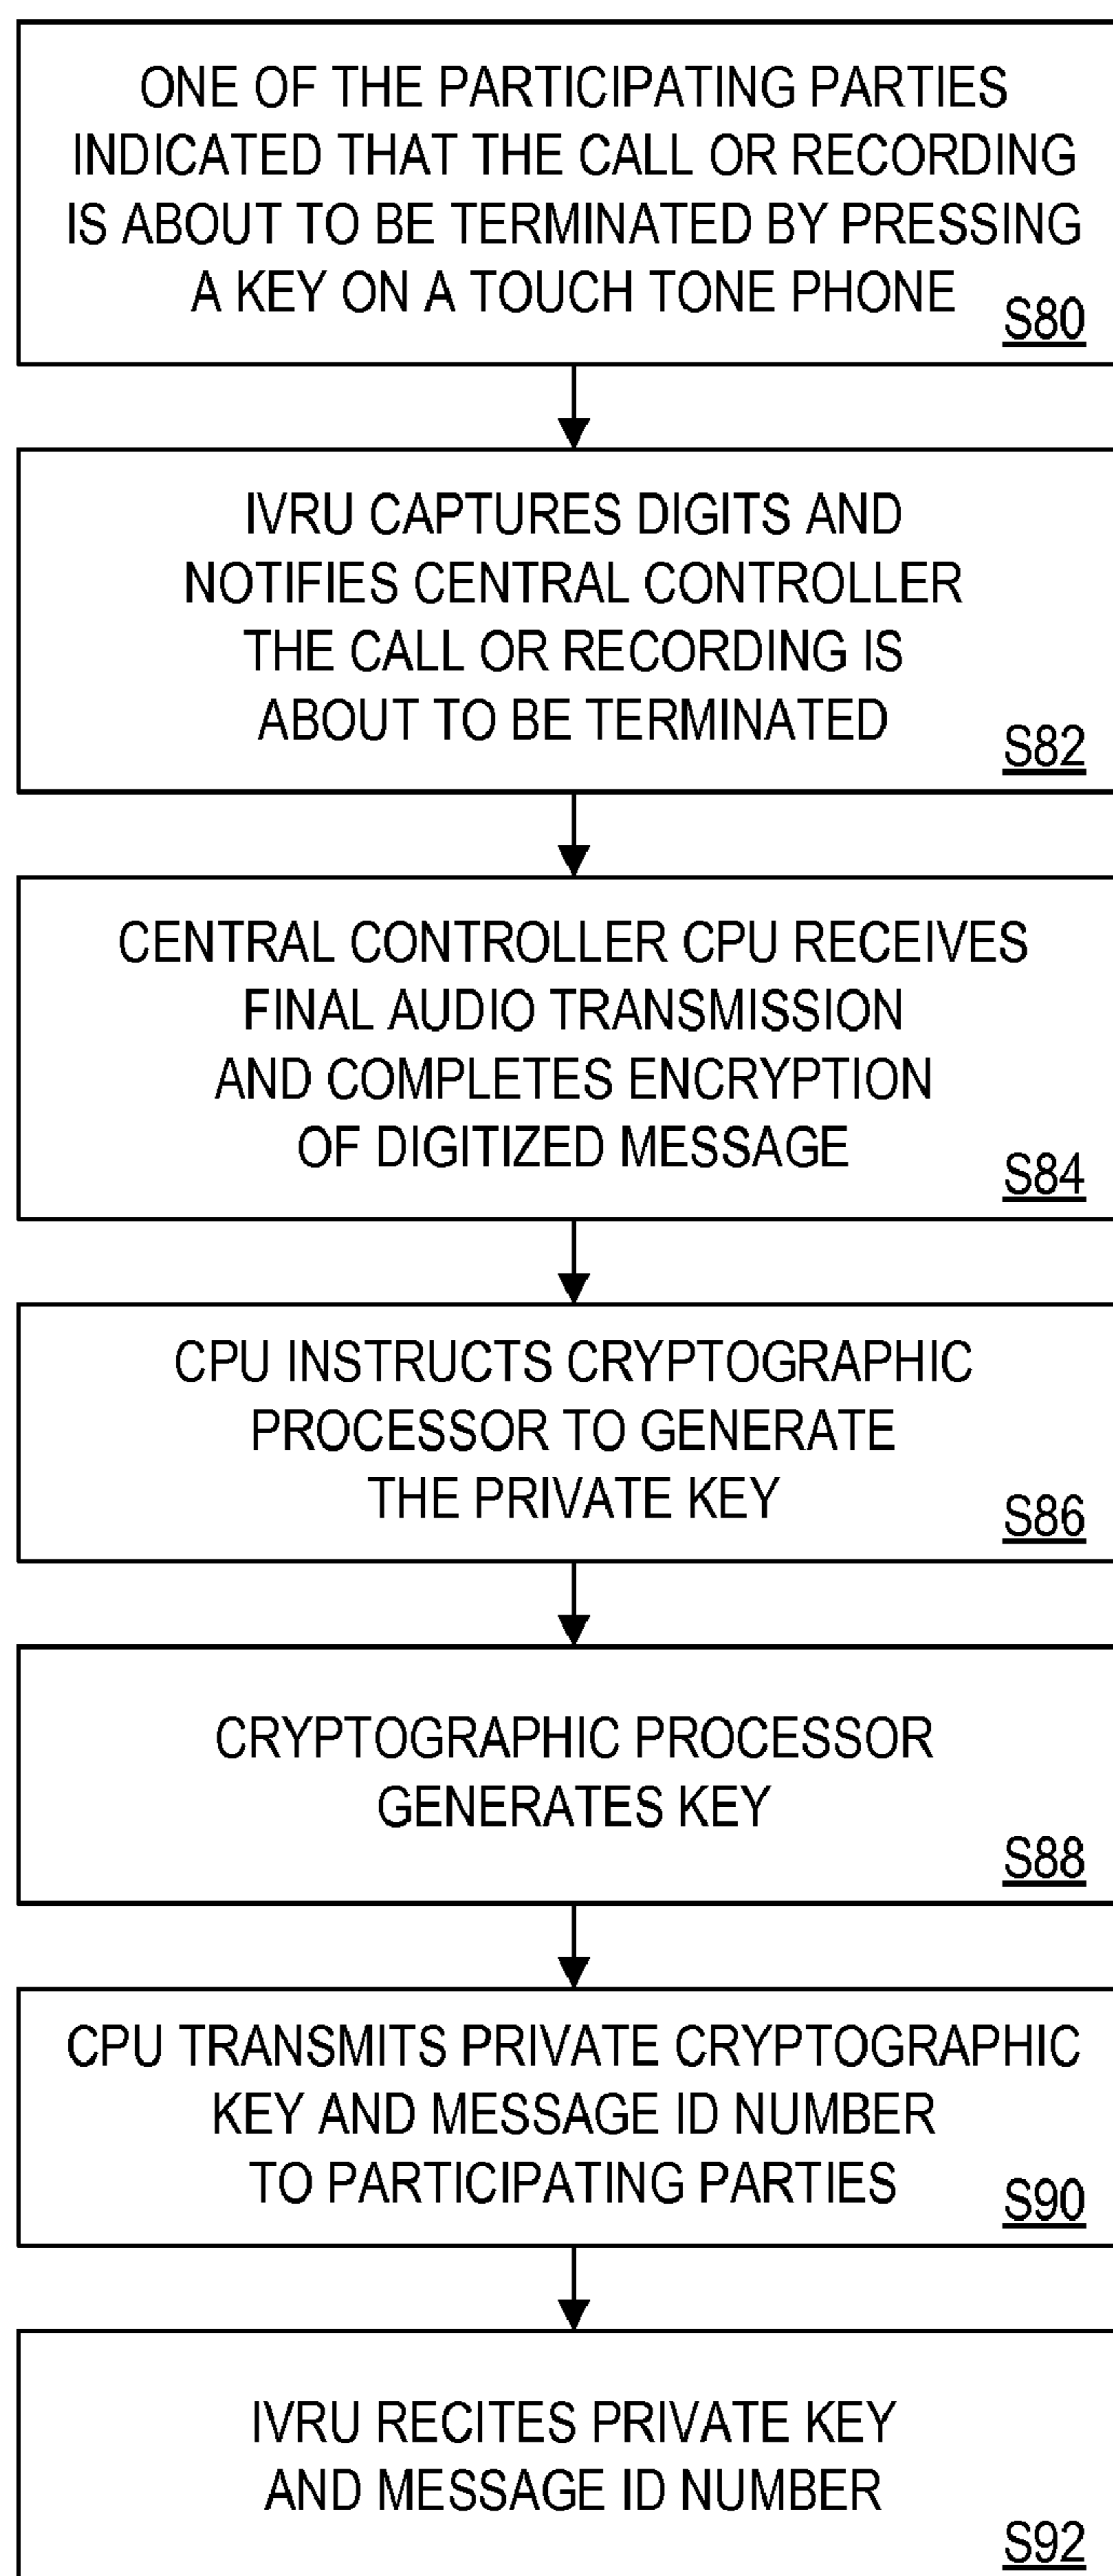 ONE OF THE PARTICIPATING PARTIES
INDICATED THAT THE CALL OR RECORDING
IS ABOUT TO BE TERMINATED BY PRESSING
A KEY ON A TOUCH TONE PHONE
S80
IVRU CAPTURES DIGITS AND
NOTIFIES CENTRAL CONTROLLER
THE CALL OR RECORDING IS
ABOUT TO BE TERMINATED
S82
CENTRAL CONTROLLER CPU RECEIVES
FINAL AUDIO TRANSMISSION
AND COMPLETES ENCRYPTION
OF DIGITIZED MESSAGE
S84
CPU INSTRUCTS CRYPTOGRAPHIC
PROCESSOR TO GENERATE
THE PRIVATE KEY
S86
CRYPTOGRAPHIC PROCESSOR
GENERATES KEY
S88
CPU TRANSMITS PRIVATE CRYPTOGRAPHIC
KEY AND MESSAGE ID NUMBER
TO PARTICIPATING PARTIES
S90
IVRU RECITES PRIVATE KEY
AND MESSAGE ID NUMBER
S92